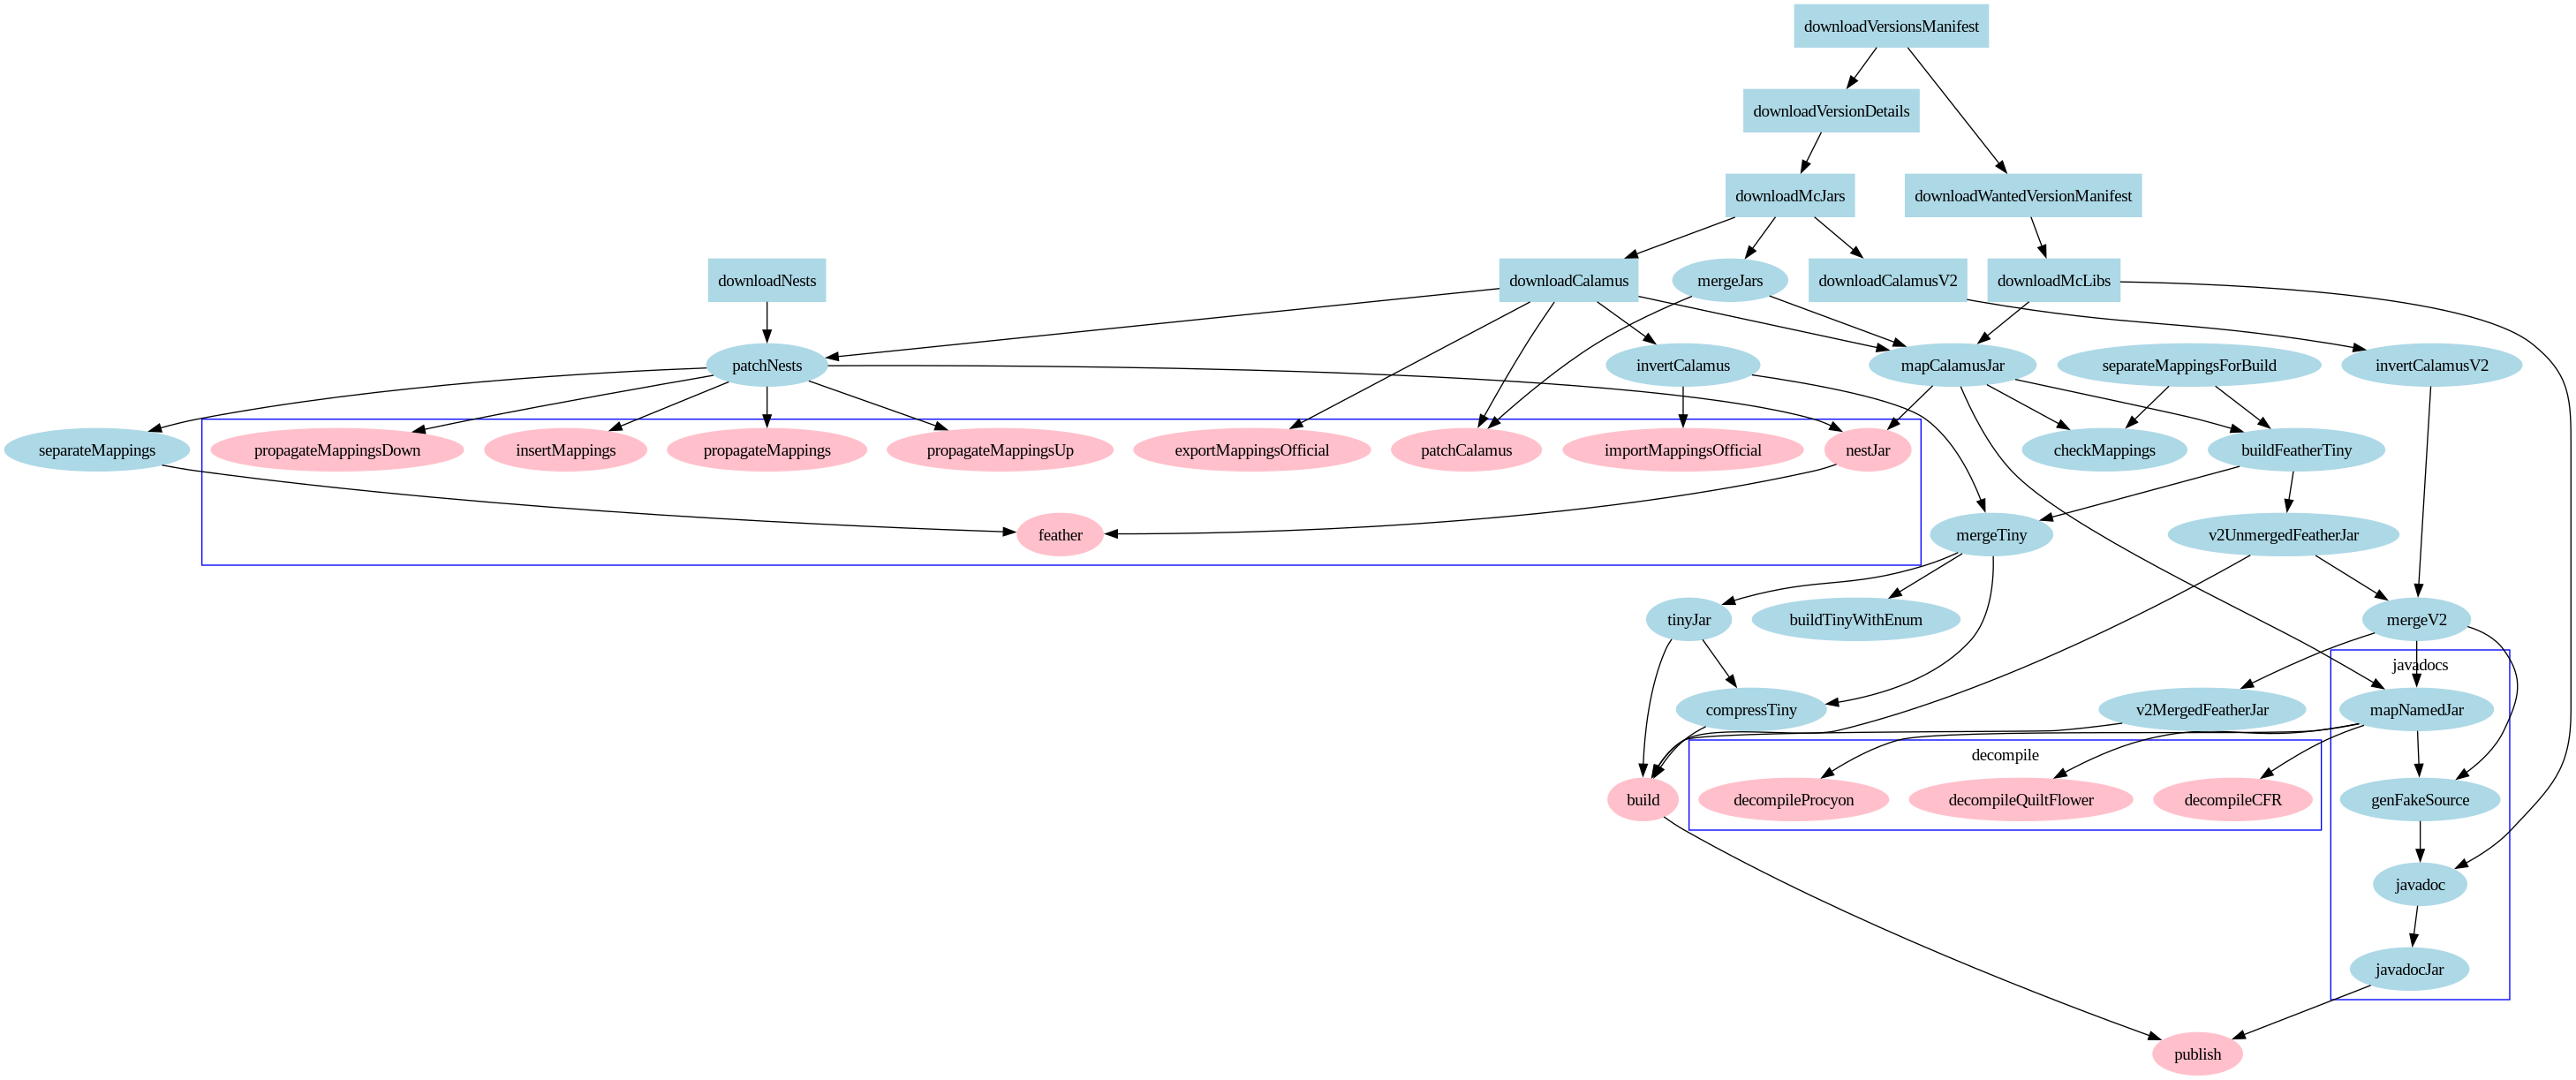 downloadVersionsManifest
downloadVersionDetails
downloadMcJars
downloadWantedVersionManifest
downloadNests
downloadCalamus
mergeJars
downloadCalamusV2
downloadMcLibs
patchNests
invertCalamus
mapCalamusJar
separateMappingsForBuild
invertCalamusV2
separateMappings
propagateMappingsDown
insertMappings
propagateMappings
propagateMappingsUp
exportMappingsOfficial
patchCalamus
importMappingsOfficial
nestJar
checkMappings
buildFeatherTiny
feather
mergeTiny
v2UnmergedFeatherJar
tinyJar
buildTinyWithEnum
mergeV2
javadocs
compressTiny
v2MergedFeatherJar
mapNamedJar
decompile
build
decompileProcyon
decompileQuiltFlower
decompileCFR
genFakeSource
javadoc
javadocJar
publish